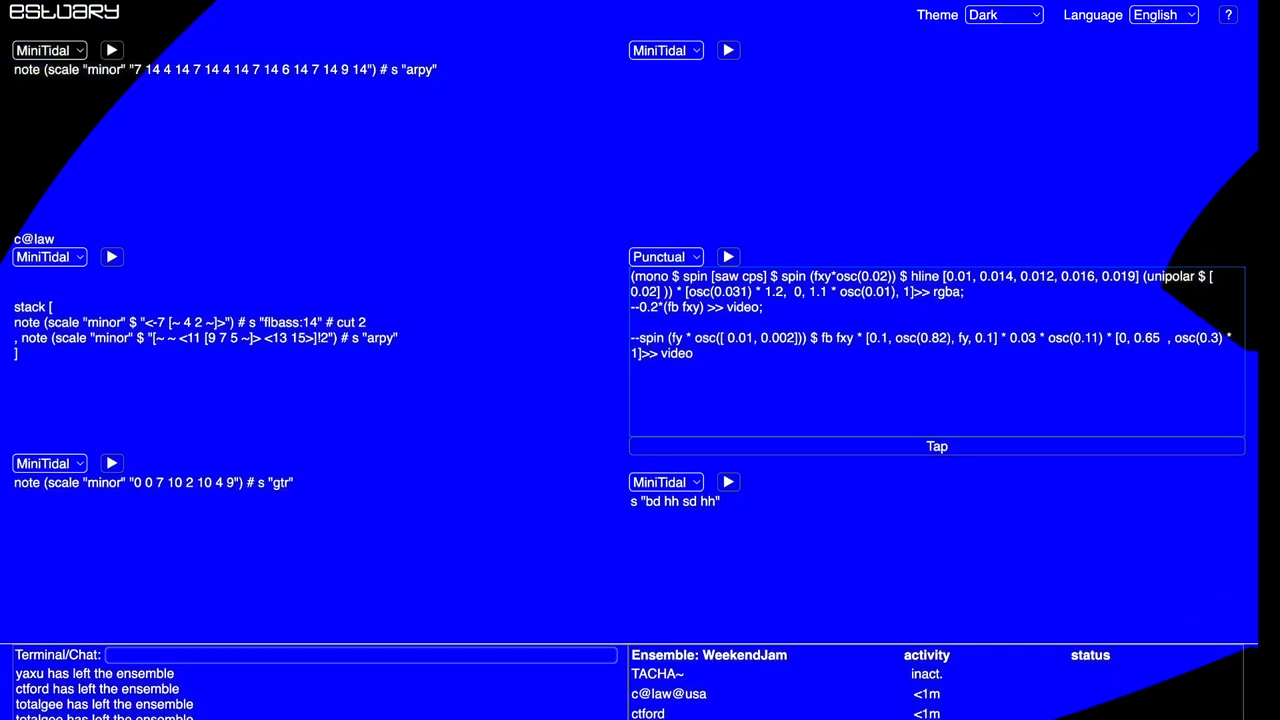 estuary
Theme Dark Language English ?
MiniTidal
note (scale "minor" "7 14 4 14 7 14 4 14 7 14 6 14 7 14 9 14") # s "arpy"
MiniTidal
c@law
MiniTidal
stack [
note (scale "minor" $ "<-7 [~ 4 2 ~]>") # s "flbass:14" # cut 2
, note (scale "minor" $ "[~ ~ <11 [9 7 5 ~]> <13 15>]!2") # s "arpy"
]
Punctual
(mono $ spin [saw cps] $ spin (fxy*osc(0.02)) $ hline [0.01, 0.014, 0.012, 0.016, 0.019] (unipolar $ [
0.02] )) * [osc(0.031) * 1.2,  0, 1.1 * osc(0.01), 1]>> rgba;
--0.2*(fb fxy) >> video;
--spin (fy * osc([ 0.01, 0.002])) $ fb fxy * [0.1, osc(0.82), fy, 0.1] * 0.03 * osc(0.11) * [0, 0.65  , osc(0.3) *
1]>> video
Tap
MiniTidal
note (scale "minor" "0 0 7 10 2 10 4 9") # s "gtr"
MiniTidal
s "bd hh sd hh"
Terminal/Chat:
yaxu has left the ensemble
ctford has left the ensemble
totalgee has left the ensemble
totalgee has left the ensemble
Ensemble: WeekendJam activity status
TACHA~ inact.
c@law@usa <1m
ctford <1m